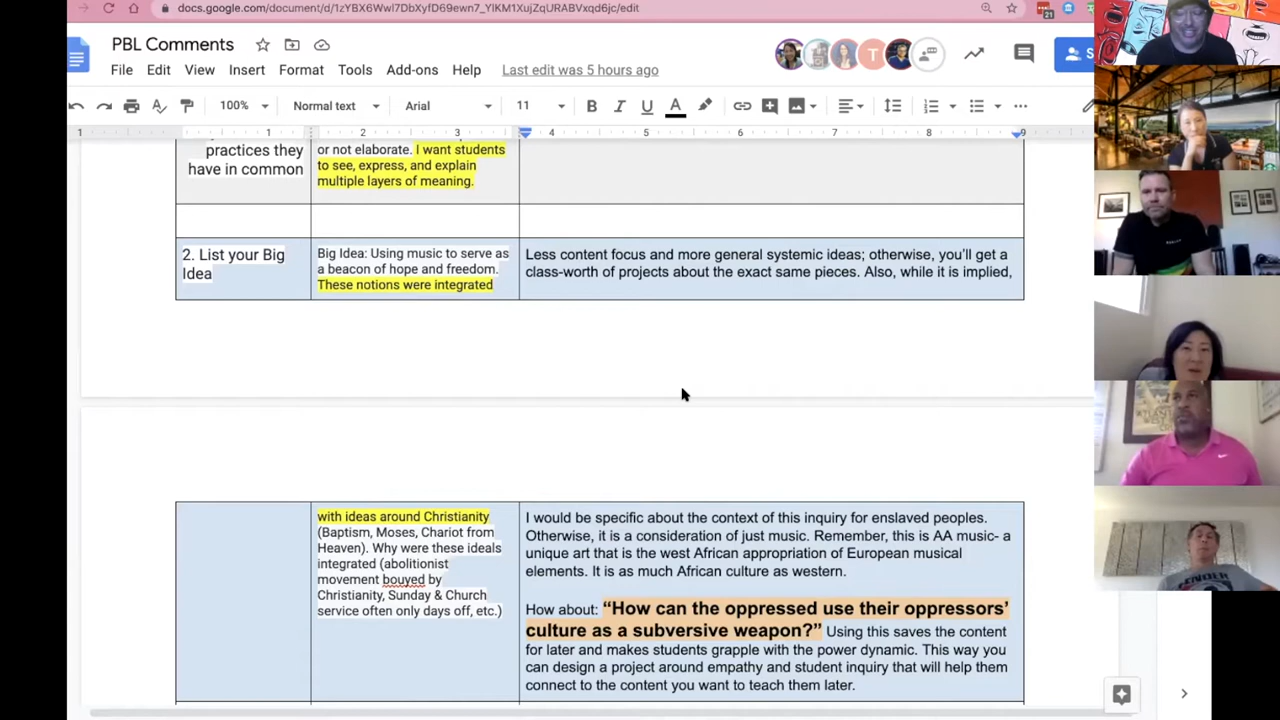 docs.google.com/document/d/1zYBX6Wwl7DbXyfD69ewn7_YlKM1XujZqURABVxqd6jc/edit
21
PBL Comments
File Edit View Insert Format Tools Add-ons Help Last edit was 5 hours ago
T
S
100% Normal text Arial 11 B I U A
1 1 2 3 4 5 6 7 8 9
practices they
have in common
or not elaborate. I want students
to see, express, and explain
multiple layers of meaning.
2. List your Big
Idea
Big Idea: Using music to serve as
a beacon of hope and freedom.
These notions were integrated
Less content focus and more general systemic ideas; otherwise, you'll get a
class-worth of projects about the exact same pieces. Also, while it is implied,
with ideas around Christianity
(Baptism, Moses, Chariot from
Heaven). Why were these ideals
integrated (abolitionist
movement bouyed by
Christianity, Sunday & Church
service often only days off, etc.)
I would be specific about the context of this inquiry for enslaved peoples.
Otherwise, it is a consideration of just music. Remember, this is AA music- a
unique art that is the west African appropriation of European musical
elements. It is as much African culture as western.
How about: “How can the oppressed use their oppressors’
culture as a subversive weapon?” Using this saves the content
for later and makes students grapple with the power dynamic. This way you
can design a project around empathy and student inquiry that will help them
connect to the content you want to teach them later.